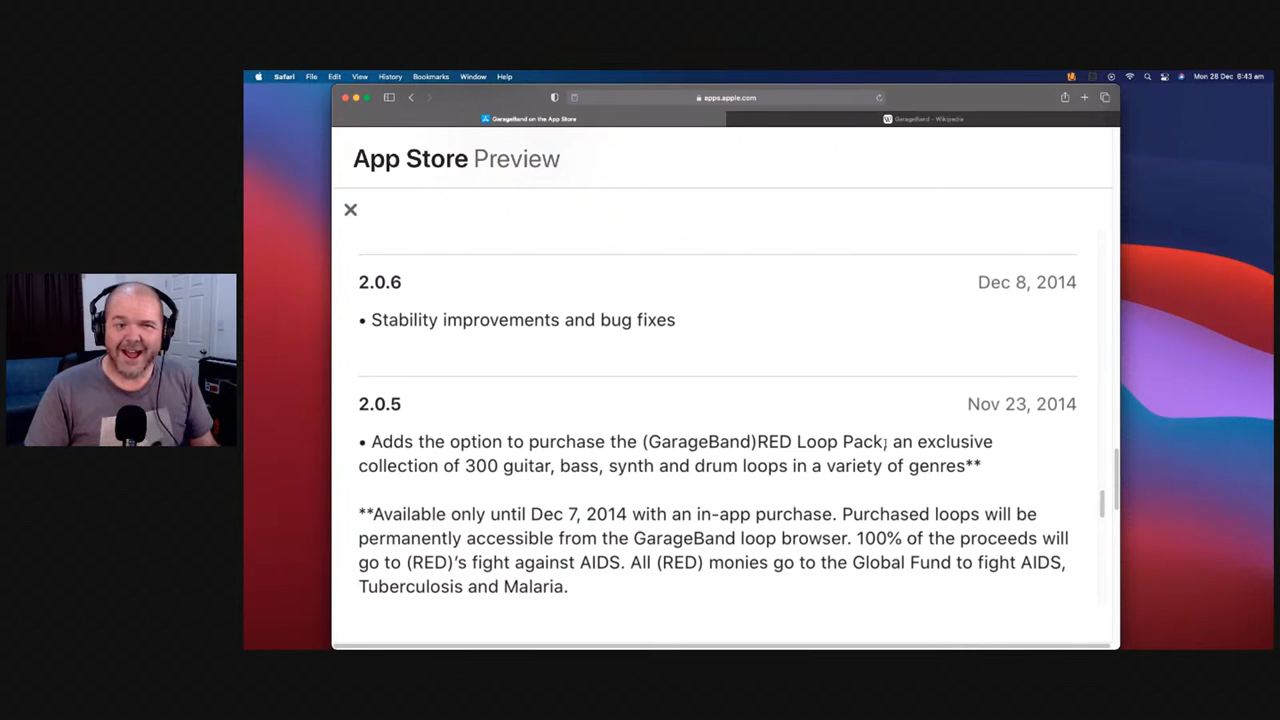 Safari File Edit View History Bookmarks Window Help Mon 28 Dec 6:43 am
apps.apple.com
GarageBand on the App Store GarageBand - Wikipedia
App Store Preview
2.0.6 Dec 8, 2014
• Stability improvements and bug fixes
2.0.5 Nov 23, 2014
• Adds the option to purchase the (GarageBand)RED Loop Pack; an exclusive
collection of 300 guitar, bass, synth and drum loops in a variety of genres**
**Available only until Dec 7, 2014 with an in-app purchase. Purchased loops will be
permanently accessible from the GarageBand loop browser. 100% of the proceeds will
go to (RED)’s fight against AIDS. All (RED) monies go to the Global Fund to fight AIDS,
Tuberculosis and Malaria.